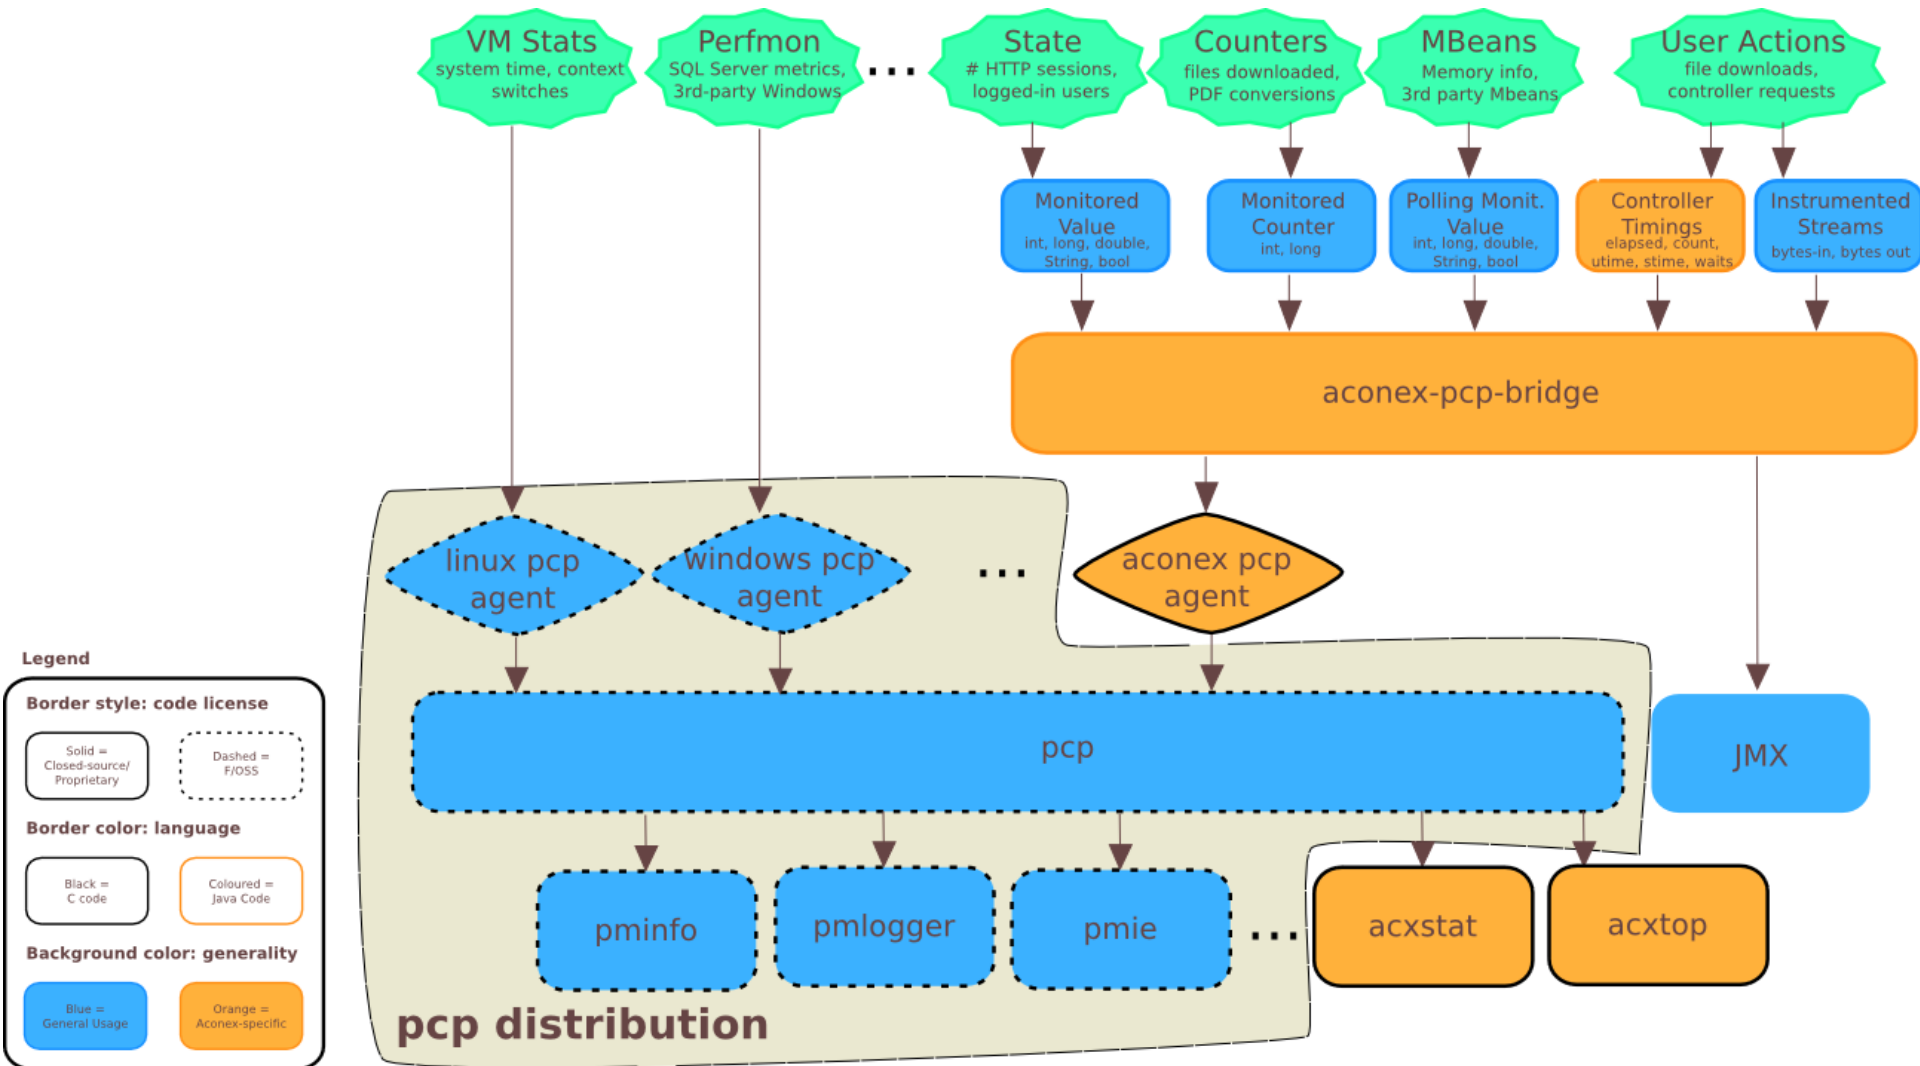 VM Stats
system time, context
switches
Perfmon
SQL Server metrics,
3rd-party Windows
...
State
# HTTP sessions,
logged-in users
Counters
files downloaded,
PDF conversions
MBeans
Memory info,
3rd party Mbeans
User Actions
file downloads,
controller requests
Monitored
Value
int, long, double,
String, bool
Monitored
Counter
int, long
Polling Monit.
Value
int, long, double,
String, bool
Controller
Timings
elapsed, count,
utime, stime, waits
Instrumented
Streams
bytes-in, bytes out
aconex-pcp-bridge
linux pcp
agent
windows pcp
agent
...
aconex pcp
agent
pcp
JMX
pminfo
pmlogger
pmie
...
acxstat
acxtop
pcp distribution
Legend
Border style: code license
Solid =
Closed-source/
Proprietary
Dashed =
F/OSS
Border color: language
Black =
C code
Coloured =
Java Code
Background color: generality
Blue =
General Usage
Orange =
Aconex-specific